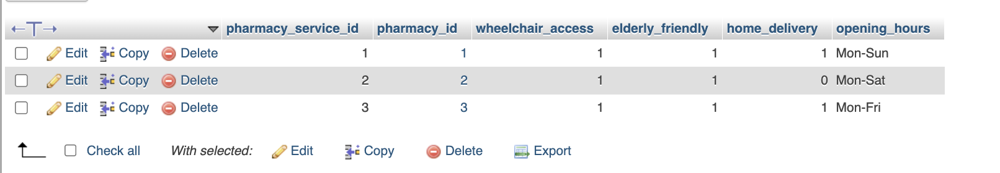 ←T→ pharmacy_service_id pharmacy_id wheelchair_access elderly_friendly home_delivery opening_hours
Edit Copy Delete 1 1 1 1 1 Mon-Sun
Edit Copy Delete 2 2 1 1 0 Mon-Sat
Edit Copy Delete 3 3 1 1 1 Mon-Fri
Check all With selected: Edit Copy Delete Export